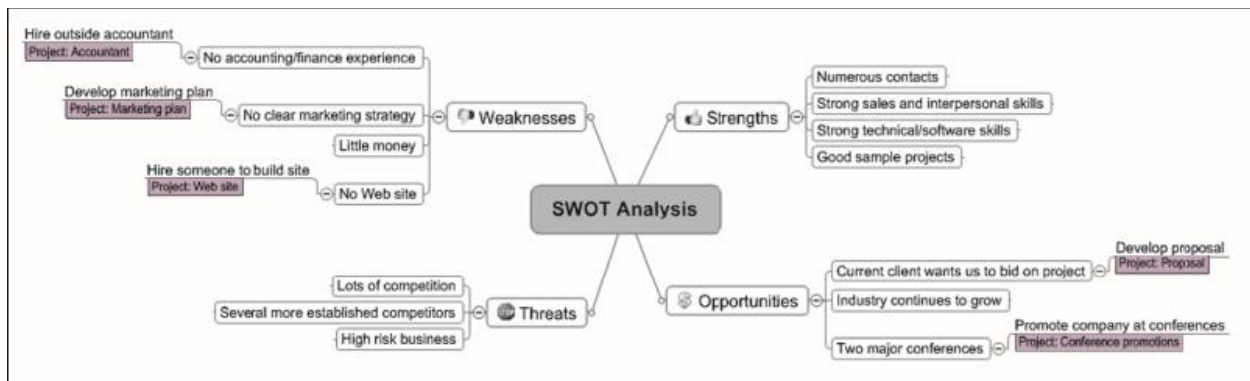 Hire outside accountant
Project: Accountant
No accounting/finance experience
Develop marketing plan
Project: Marketing plan
No clear marketing strategy
Little money
Hire someone to build site
Project: Web site
No Web site
Weaknesses
Strengths
Numerous contacts
Strong sales and interpersonal skills
Strong technical/software skills
Good sample projects
SWOT Analysis
Lots of competition
Several more established competitors
High risk business
Threats
Opportunities
Current client wants us to bid on project
Develop proposal
Project: Proposal
Industry continues to grow
Two major conferences
Promote company at conferences
Project: Conference promotions